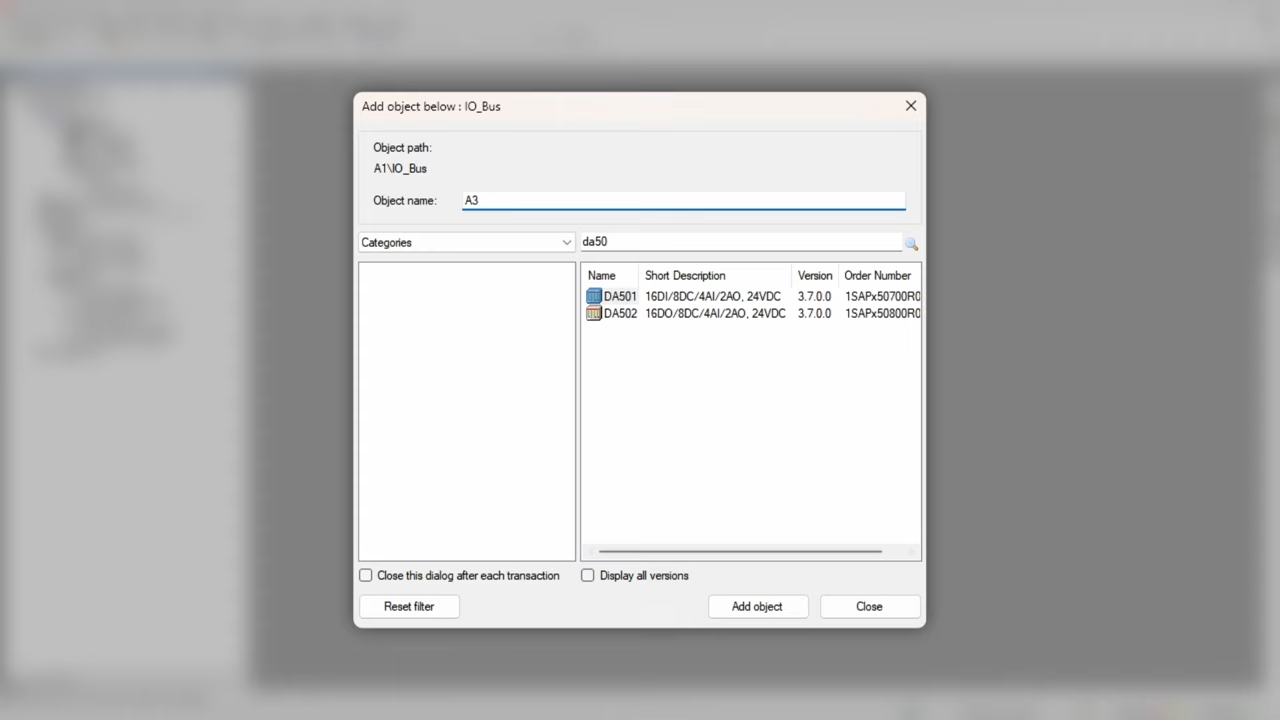 Add object below : IO_Bus
Object path:
A1\IO_Bus
Object name: A3
Categories
da50
Name Short Description Version Order Number
DA501 16DI/8DC/4AI/2AO, 24VDC 3.7.0.0 1SAPx50700R0
DA502 16DO/8DC/4AI/2AO, 24VDC 3.7.0.0 1SAPx50800R0
Close this dialog after each transaction
Display all versions
Reset filter
Add object
Close